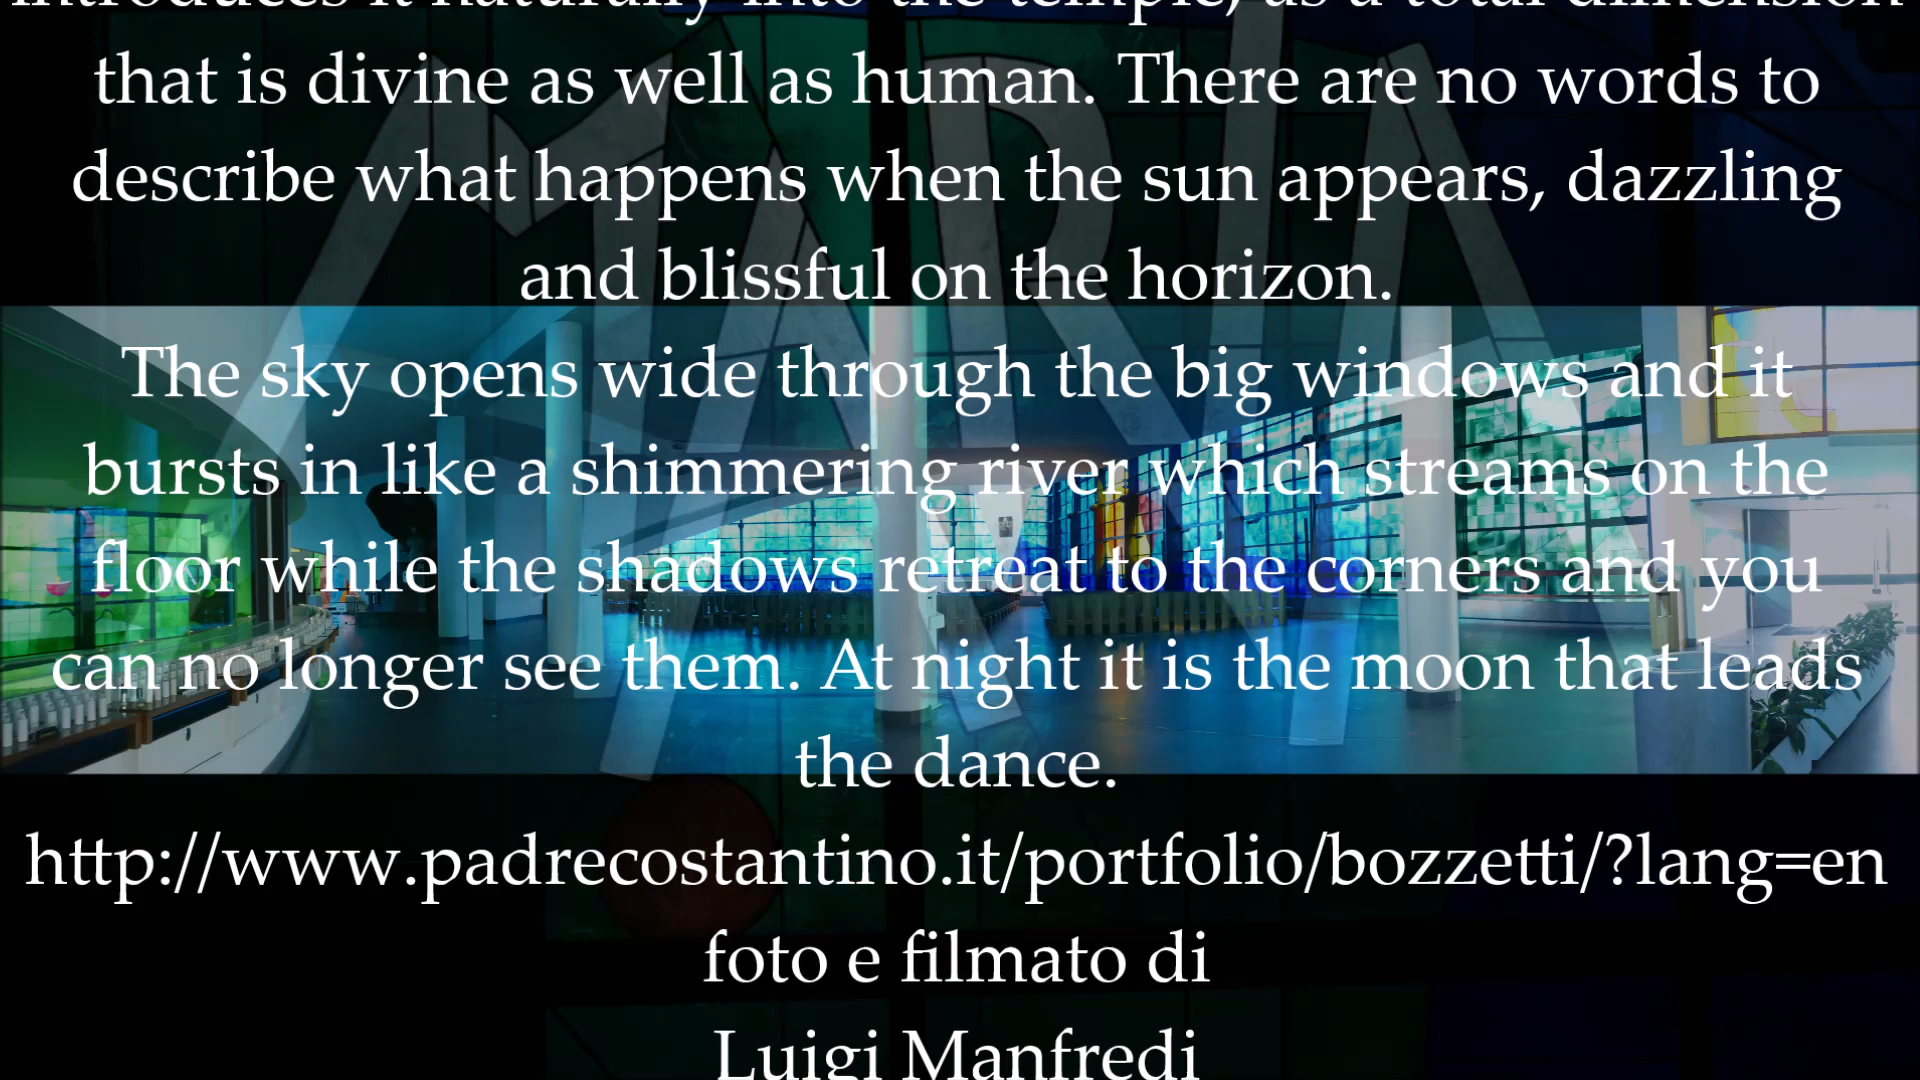 introduces it naturally into the temple, as a total dimension
that is divine as well as human. There are no words to
describe what happens when the sun appears, dazzling
and blissful on the horizon.
The sky opens wide through the big windows and it
bursts in like a shimmering river which streams on the
floor while the shadows retreat to the corners and you
can no longer see them. At night it is the moon that leads
the dance.
http://www.padrecostantino.it/portfolio/bozzetti/?lang=en
foto e filmato di
Luigi Manfredi
MARIA